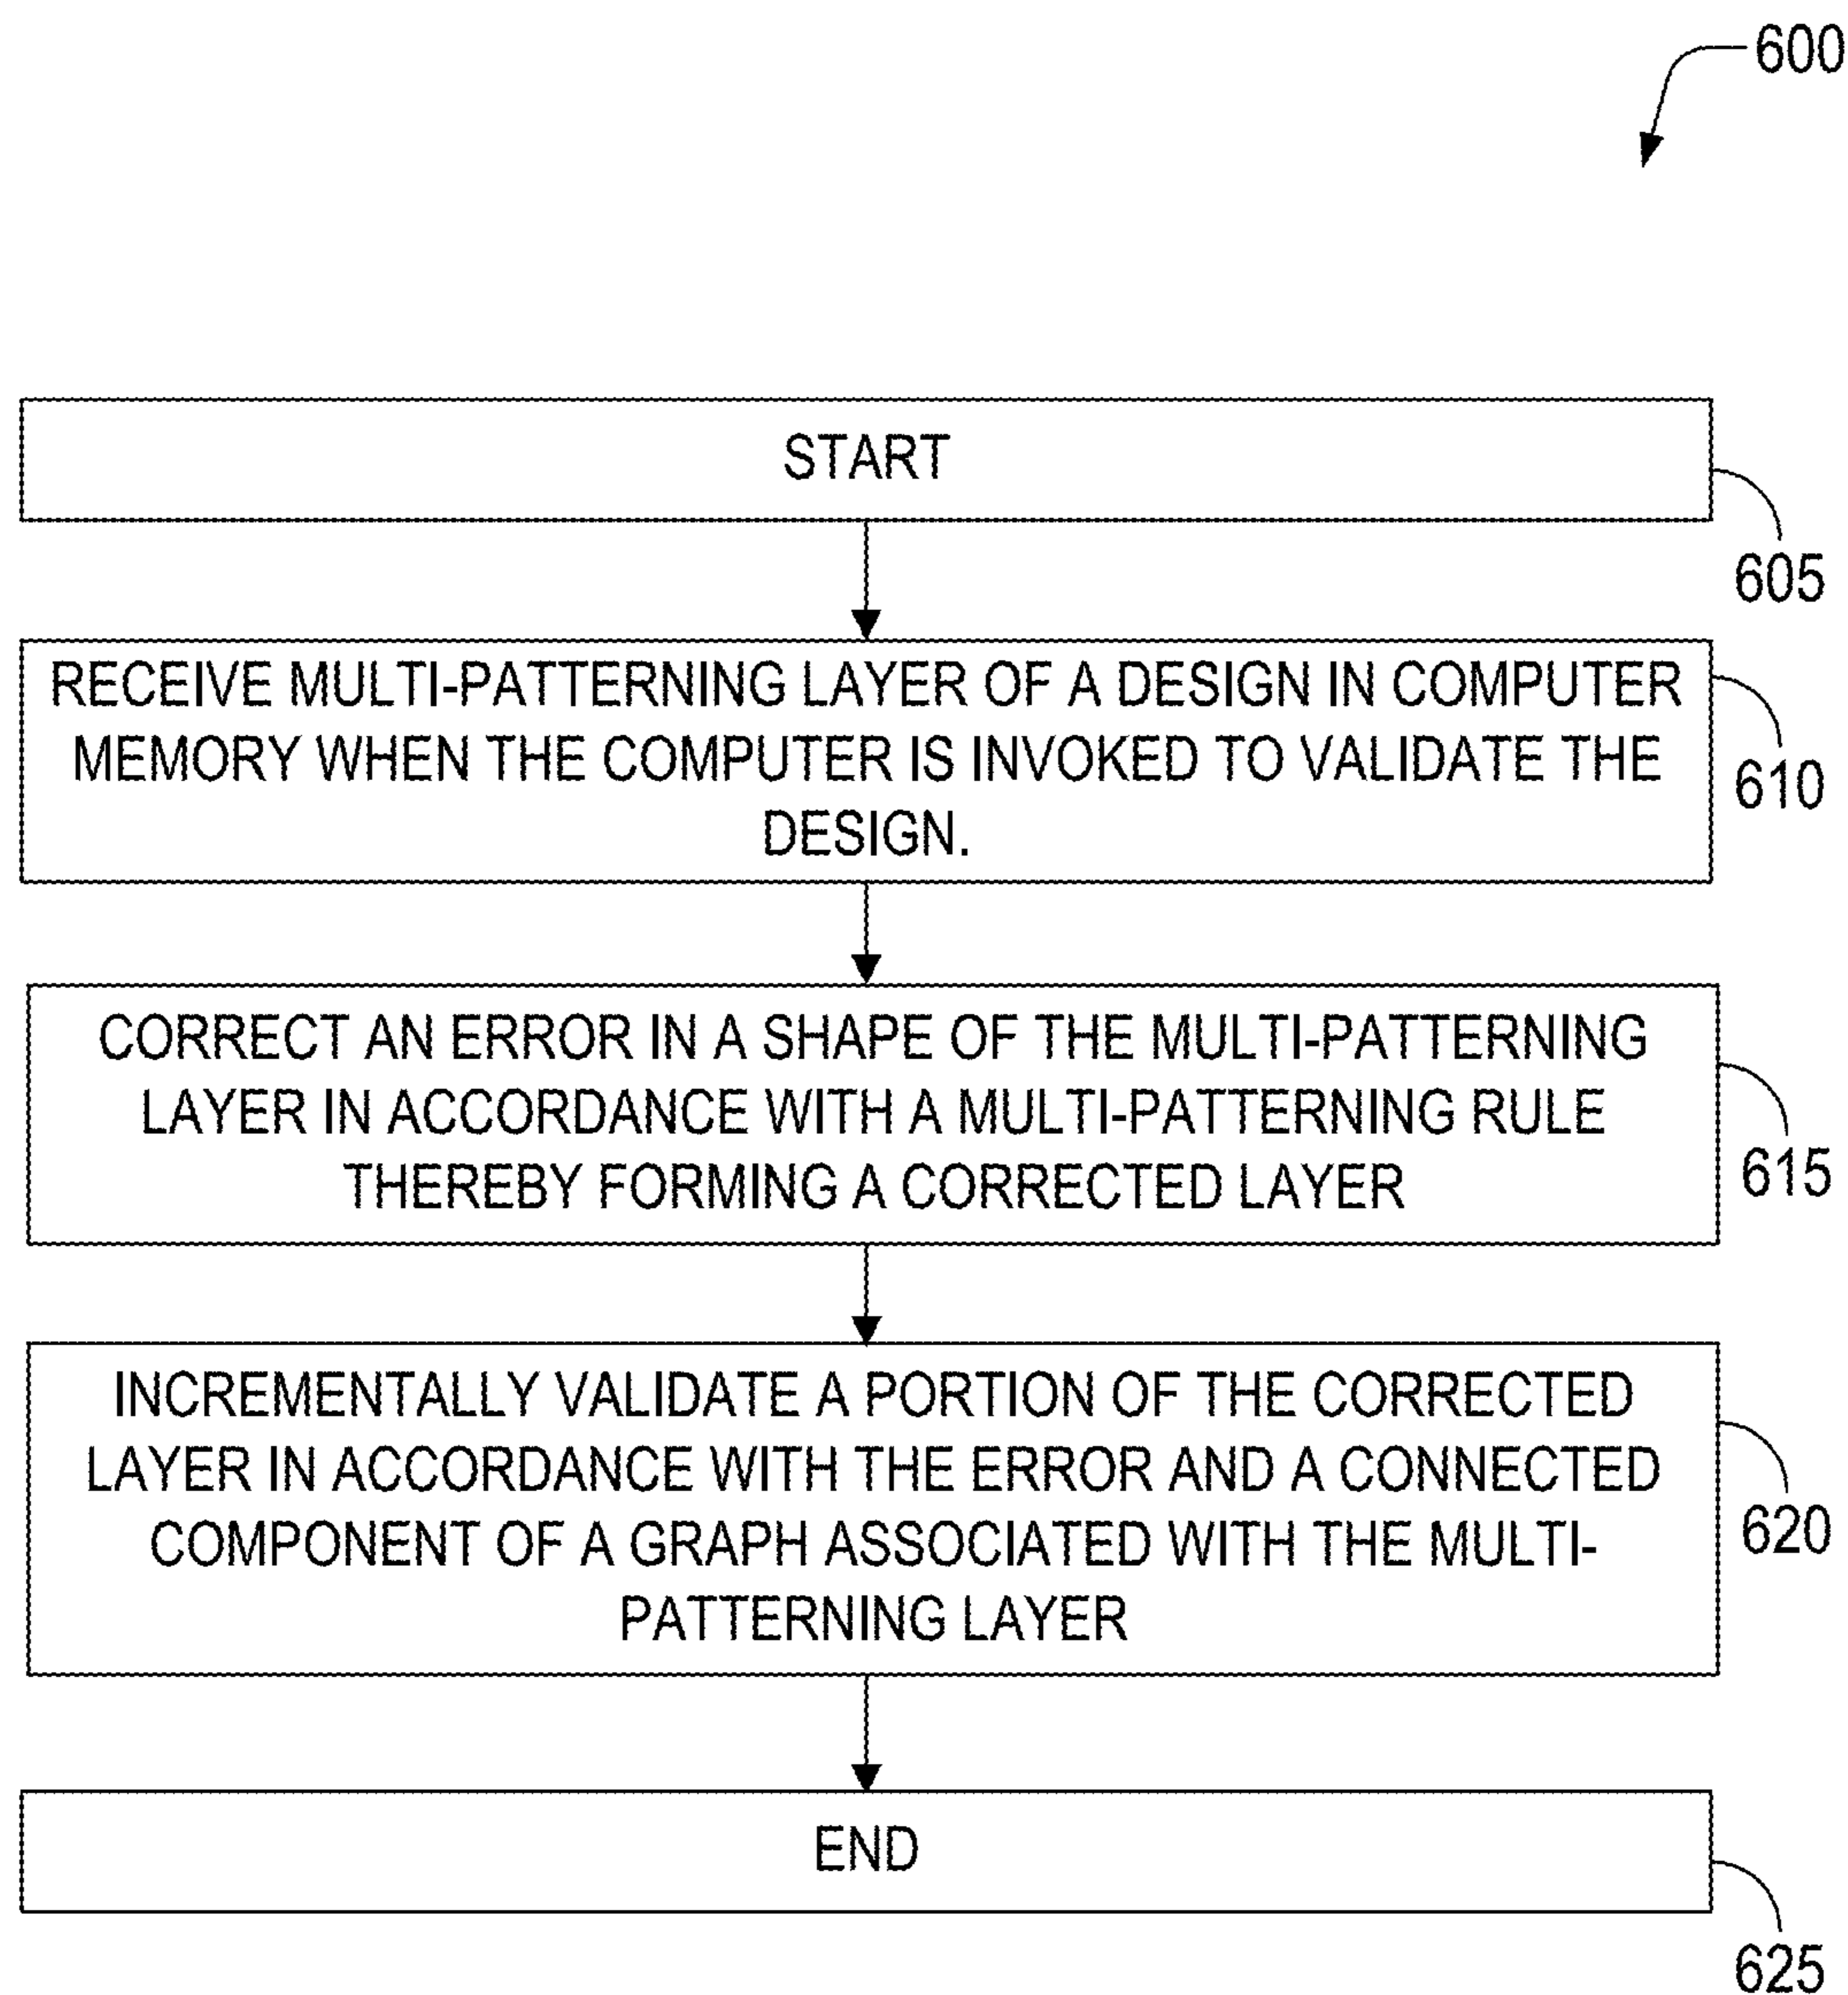 600
START
605
RECEIVE MULTI-PATTERNING LAYER OF A DESIGN IN COMPUTER
MEMORY WHEN THE COMPUTER IS INVOKED TO VALIDATE THE
DESIGN.
610
CORRECT AN ERROR IN A SHAPE OF THE MULTI-PATTERNING
LAYER IN ACCORDANCE WITH A MULTI-PATTERNING RULE
THEREBY FORMING A CORRECTED LAYER
615
INCREMENTALLY VALIDATE A PORTION OF THE CORRECTED
LAYER IN ACCORDANCE WITH THE ERROR AND A CONNECTED
COMPONENT OF A GRAPH ASSOCIATED WITH THE MULTI-
PATTERNING LAYER
620
END
625